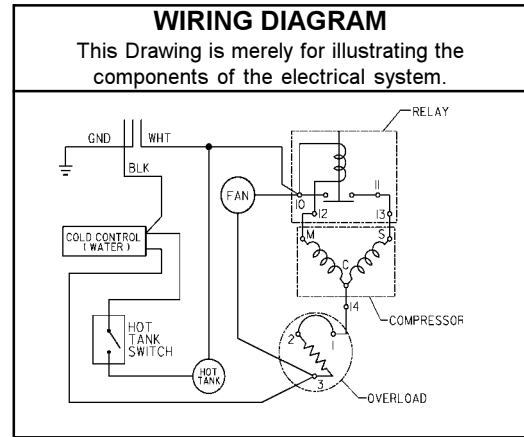 WIRING DIAGRAM
This Drawing is merely for illustrating the
components of the electrical system.
RELAY
GND
WHT
BLK
FAN
10
11
12
13
COLD CONTROL
(WATER)
M
S
C
14
COMPRESSOR
HOT
TANK
SWITCH
HOT
TANK
2
1
3
OVERLOAD